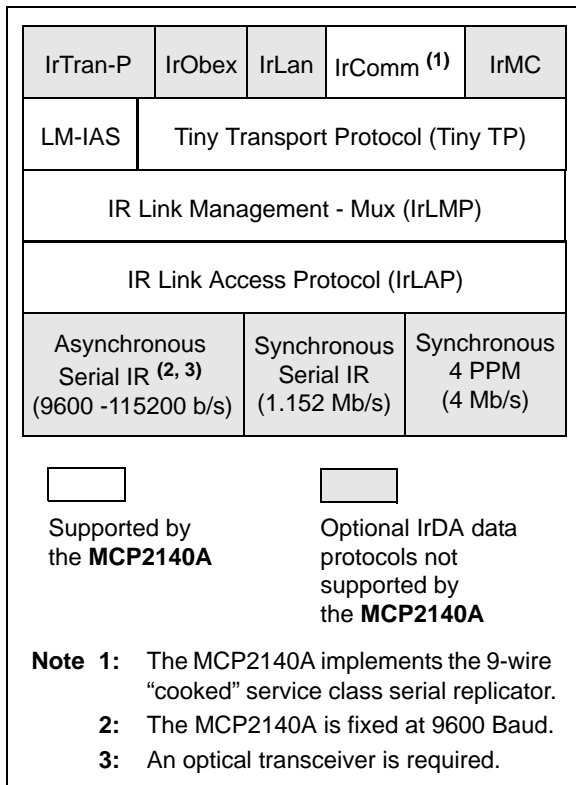 IrTran-P IrObex IrLan IrComm (1) IrMC
LM-IAS Tiny Transport Protocol (Tiny TP)
IR Link Management - Mux (IrLMP)
IR Link Access Protocol (IrLAP)
Asynchronous
Serial IR (2, 3)
(9600 -115200 b/s)
Synchronous
Serial IR
(1.152 Mb/s)
Synchronous
4 PPM
(4 Mb/s)
Supported by
the MCP2140A
Optional IrDA data
protocols not
supported by
the MCP2140A
Note 1: The MCP2140A implements the 9-wire
“cooked” service class serial replicator.
2: The MCP2140A is fixed at 9600 Baud.
3: An optical transceiver is required.